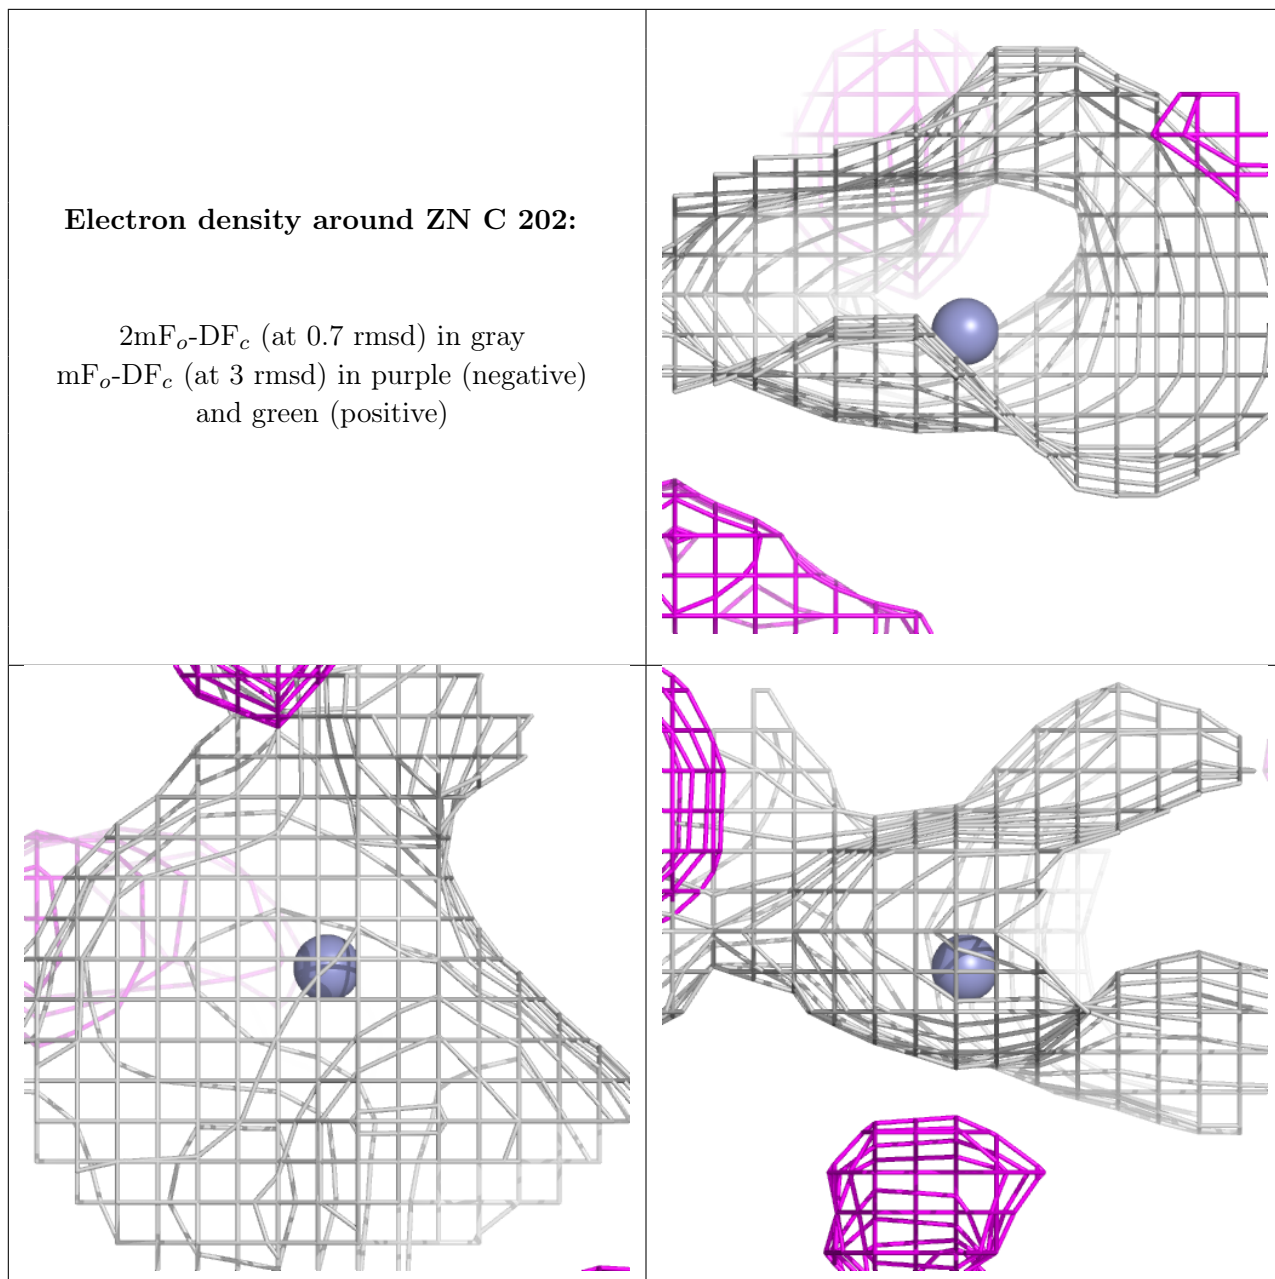 Electron density around ZN C 202:
2mFo-DFc (at 0.7 rmsd) in gray
mFo-DFc (at 3 rmsd) in purple (negative)
and green (positive)